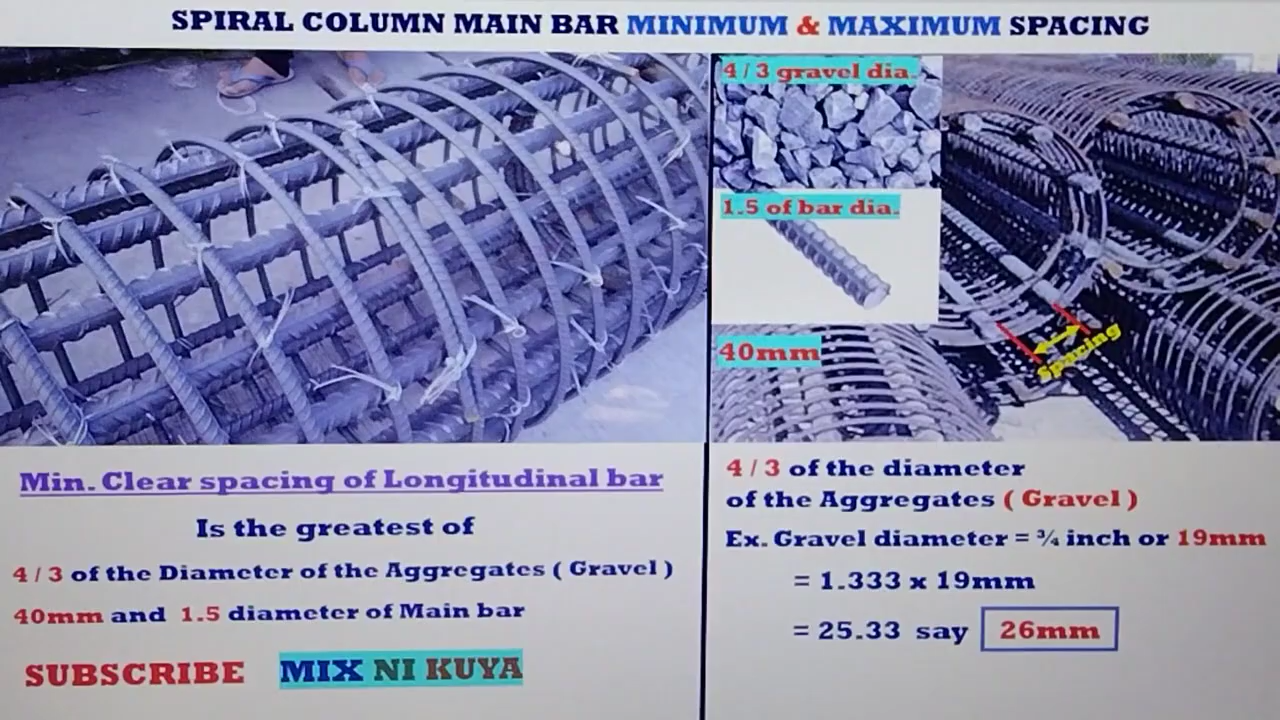 SPIRAL COLUMN MAIN BAR MINIMUM & MAXIMUM SPACING
4/3 gravel dia.
1.5 of bar dia.
40mm
Spacing
Min. Clear spacing of Longitudinal bar
Is the greatest of
4/3 of the Diameter of the Aggregates (Gravel)
40mm and 1.5 diameter of Main bar
SUBSCRIBE MIX NI KUYA
4/3 of the diameter
of the Aggregates (Gravel)
Ex. Gravel diameter = ¾ inch or 19mm
= 1.333 x 19mm
= 25.33 say 26mm